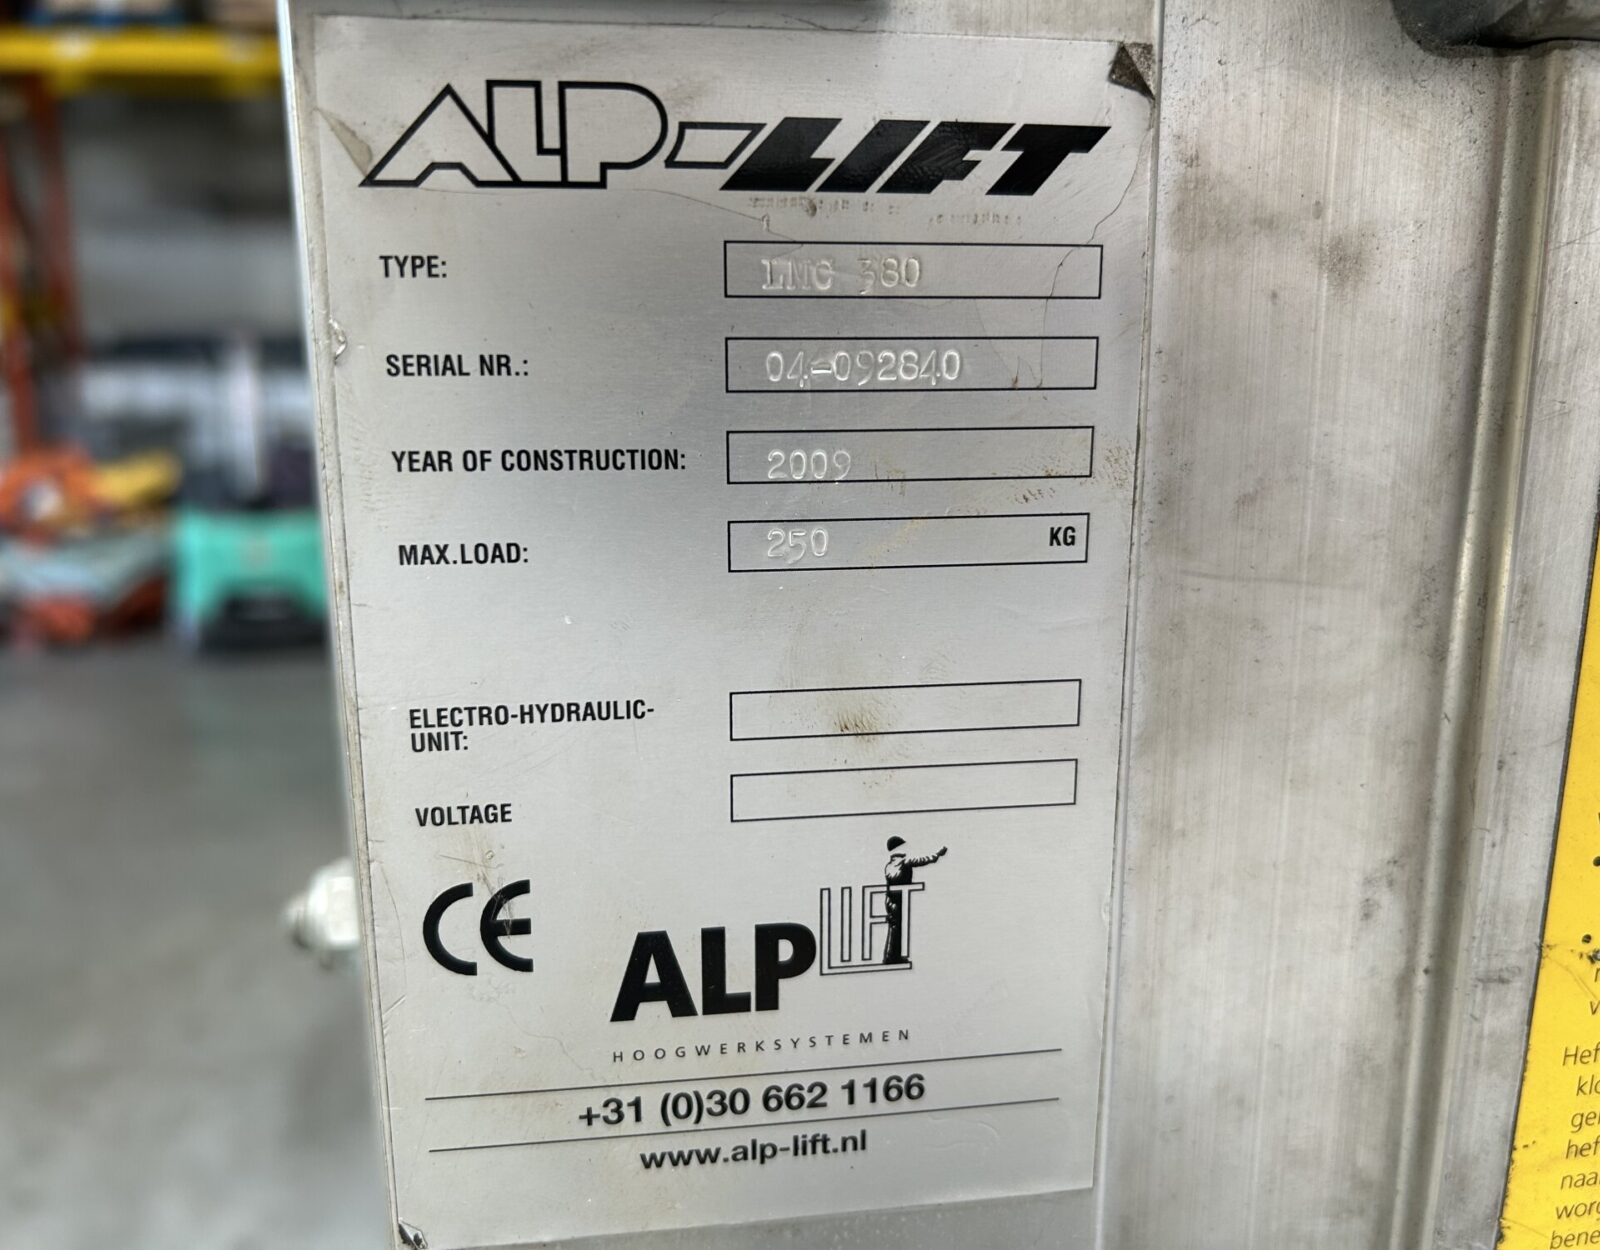 ALP-LIFT
TYPE: LMC 380
SERIAL NR.: 04-092840
YEAR OF CONSTRUCTION: 2009
MAX.LOAD: 250 KG
ELECTRO-HYDRAULIC-
UNIT:
VOLTAGE
CE
ALP LIFT
HOOGWERKSYSTEMEN
+31 (0)30 662 1166
www.alp-lift.nl